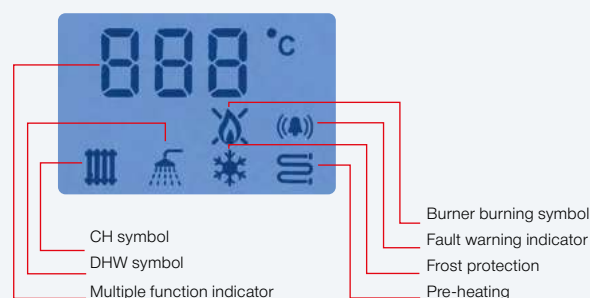 888 °C
Burner burning symbol
Fault warning indicator
CH symbol
DHW symbol
Frost protection
Multiple function indicator
Pre-heating